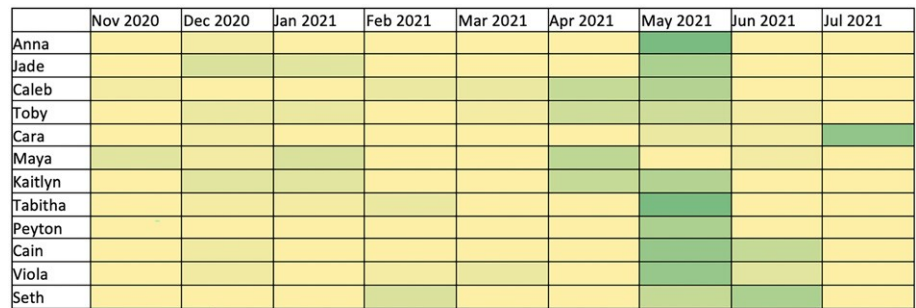 Nov 2020 Dec 2020 Jan 2021 Feb 2021 Mar 2021 Apr 2021 May 2021 Jun 2021 Jul 2021
Anna
Jade
Caleb
Toby
Cara
Maya
Kaitlyn
Tabitha
Peyton
Cain
Viola
Seth